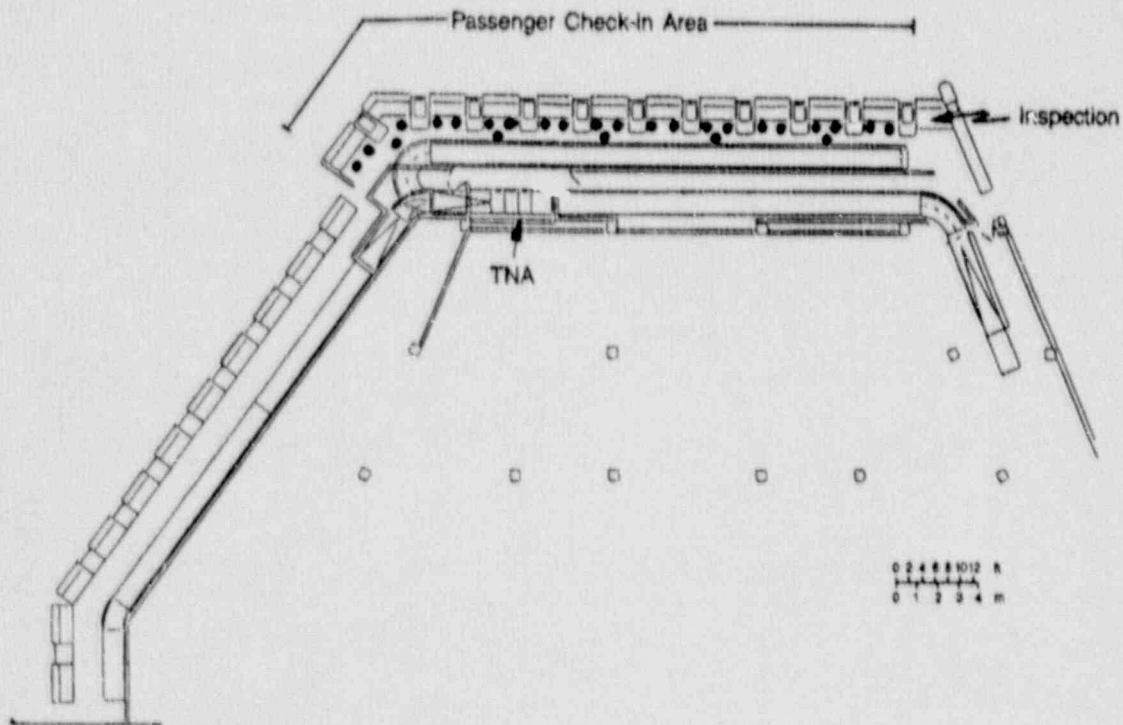 Passenger Check-in Area
Inspection
TNA
0 2 4 6 8 10 12 ft
0 1 2 3 4 m